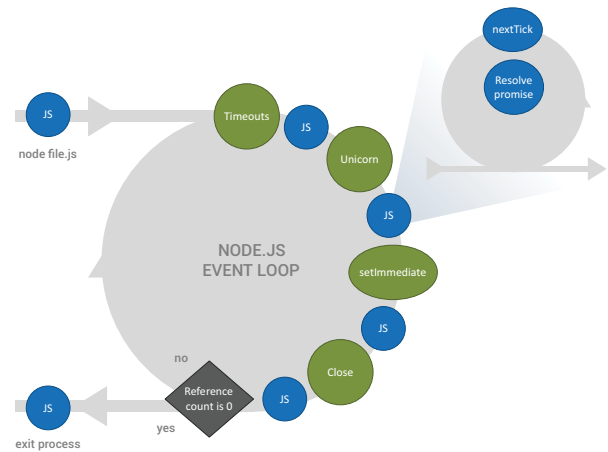 nextTick
Resolve
promise
JS
node file.js
Timeouts
JS
Unicorn
JS
NODE.JS
EVENT LOOP
setImmediate
JS
no
Close
Reference
count is 0
JS
JS
yes
exit process